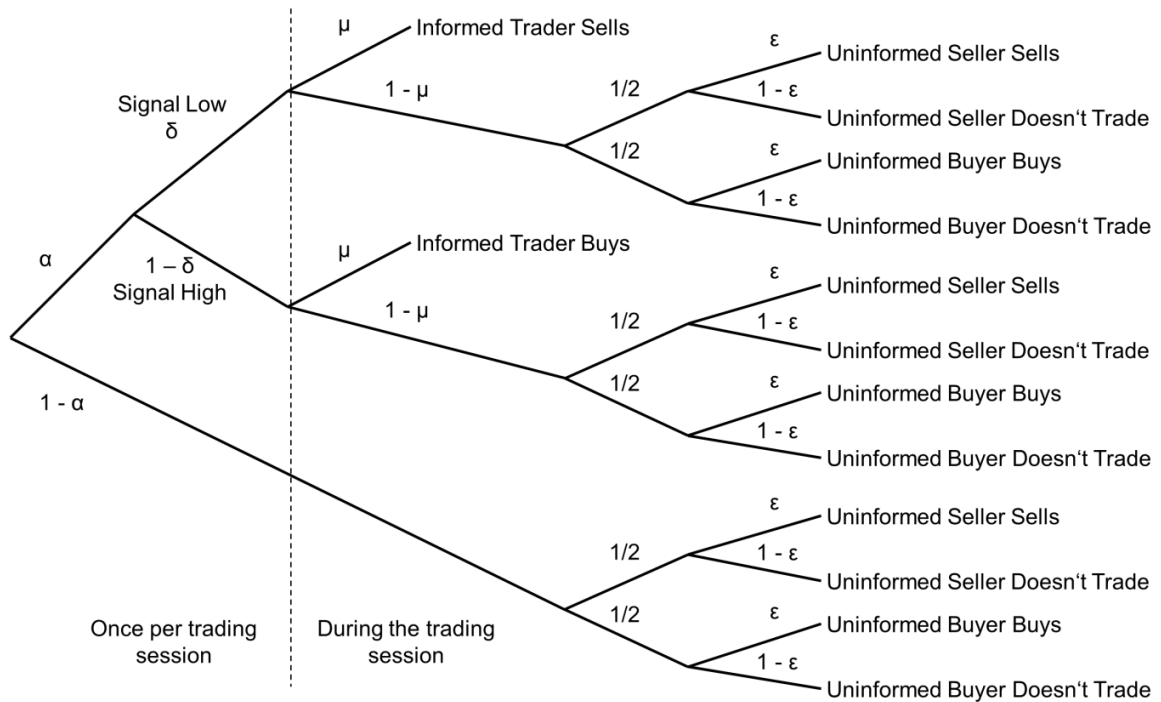 μ
Informed Trader Sells
ε
Uninformed Seller Sells
1 - μ
1/2
1 - ε
Signal Low
δ
Uninformed Seller Doesn‘t Trade
1/2
ε
Uninformed Buyer Buys
1 - ε
Uninformed Buyer Doesn‘t Trade
μ
Informed Trader Buys
α
1 – δ
Signal High
ε
Uninformed Seller Sells
1 - μ
1/2
1 - ε
Uninformed Seller Doesn‘t Trade
1/2
ε
Uninformed Buyer Buys
1 - α
1 - ε
Uninformed Buyer Doesn‘t Trade
ε
Uninformed Seller Sells
1/2
1 - ε
Uninformed Seller Doesn‘t Trade
1/2
ε
Uninformed Buyer Buys
1 - ε
Uninformed Buyer Doesn‘t Trade
Once per trading
session
During the trading
session